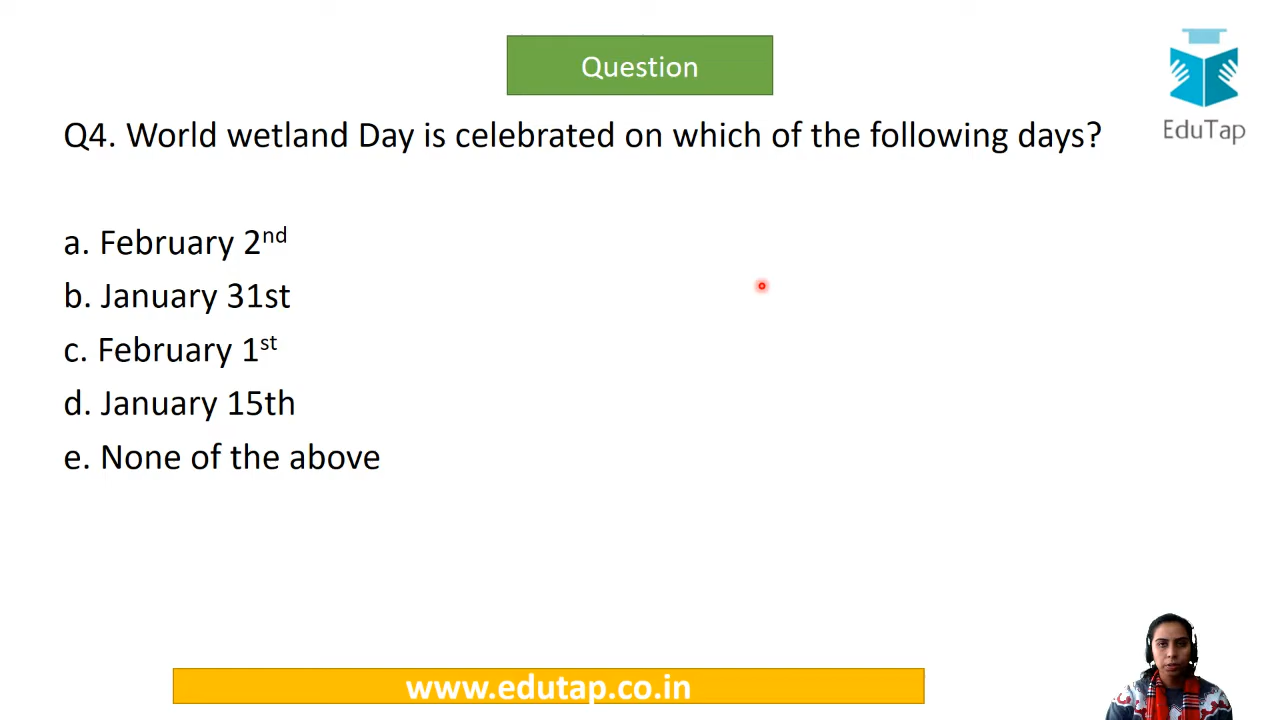 Question
EduTap
Q4. World wetland Day is celebrated on which of the following days?
a. February 2nd
b. January 31st
c. February 1st
d. January 15th
e. None of the above
www.edutap.co.in